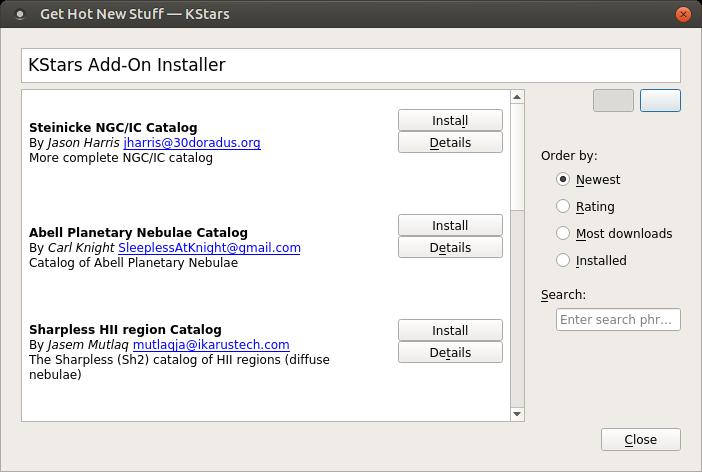 Get Hot New Stuff — KStars
KStars Add-On Installer
Steinicke NGC/IC Catalog
By Jason Harris jharris@30doradus.org
More complete NGC/IC catalog
Install
Details
Abell Planetary Nebulae Catalog
By Carl Knight SleeplessAtKnight@gmail.com
Catalog of Abell Planetary Nebulae
Install
Details
Sharpless HII region Catalog
By Jasem Mutlaq mutlaqja@ikarustech.com
The Sharpless (Sh2) catalog of HII regions (diffuse
nebulae)
Install
Details
Order by:
Newest
Rating
Most downloads
Installed
Search:
Enter search phr...
Close